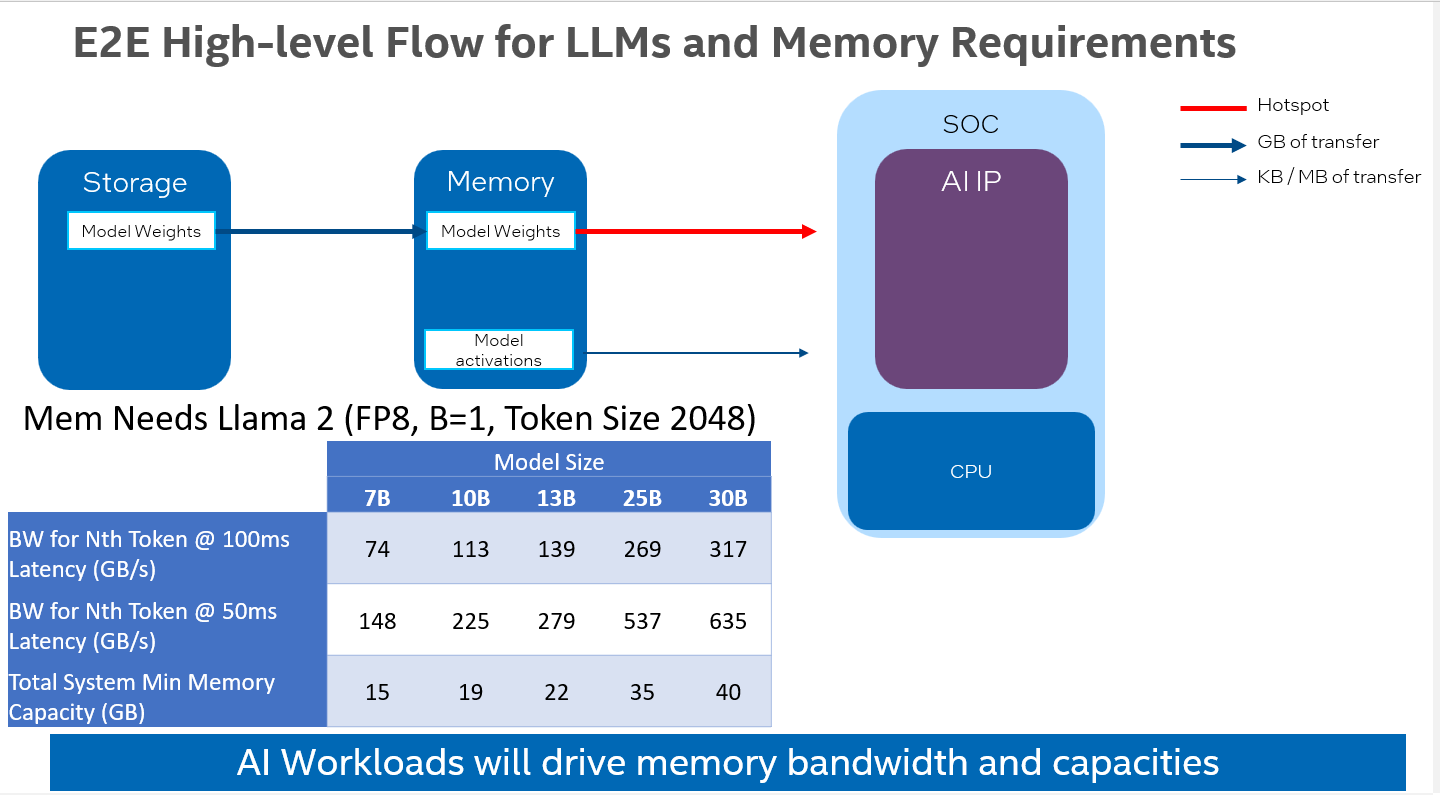 E2E High-level Flow for LLMs and Memory Requirements
Hotspot
GB of transfer
KB / MB of transfer
Storage
Model Weights
Memory
Model Weights
Model
activations
SOC
AI IP
CPU
Mem Needs Llama 2 (FP8, B=1, Token Size 2048)
Model Size
7B 10B 13B 25B 30B
BW for Nth Token @ 100ms
Latency (GB/s)
74 113 139 269 317
BW for Nth Token @ 50ms
Latency (GB/s)
148 225 279 537 635
Total System Min Memory
Capacity (GB)
15 19 22 35 40
AI Workloads will drive memory bandwidth and capacities